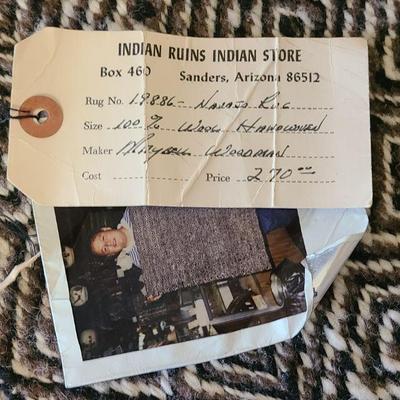 INDIAN RUINS INDIAN STORE
Box 460 Sanders, Arizona 86512
Rug No. 19886- Navajo Rug
Size 100% Wool Handwoven
Maker Woodman
Cost Price 270.00